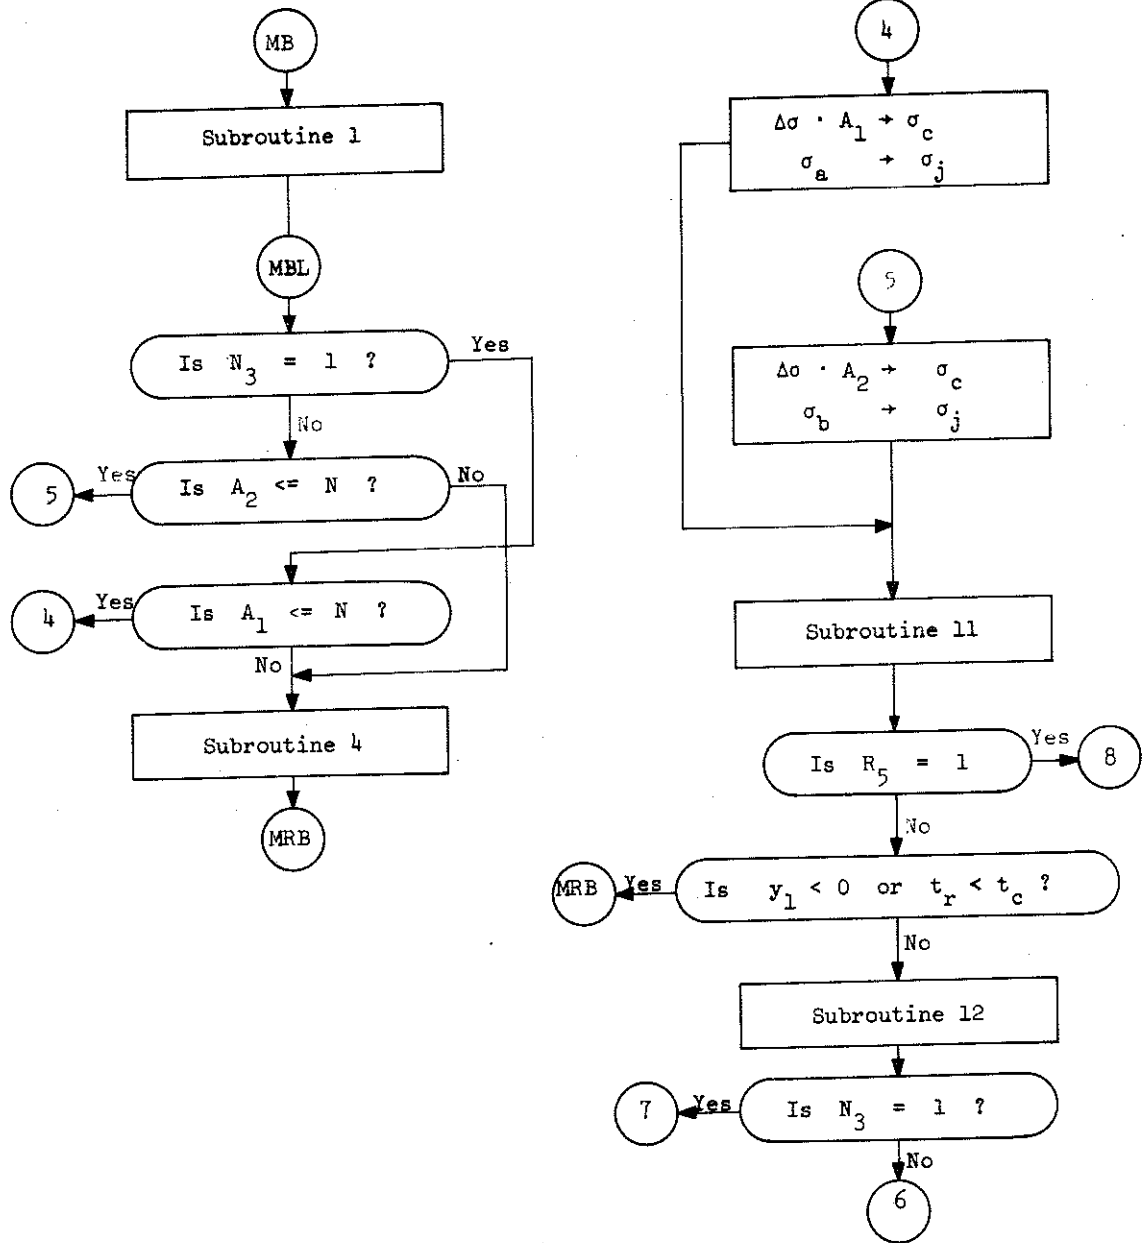 MB
Subroutine 1
MBL
Is N₃ = 1 ?
Yes
No
Is A₂ <= N ?
Yes
No
5
Is A₁ <= N ?
Yes
4
No
Subroutine 4
MRB
4
Δσ · A₁ → σc
σa → σj
5
Δσ · A₂ → σc
σb → σj
Subroutine 11
Is R₅ = 1
Yes
8
No
Is y₁ < 0 or tr < tc ?
Yes
MRB
No
Subroutine 12
Is N₃ = 1 ?
Yes
7
No
6